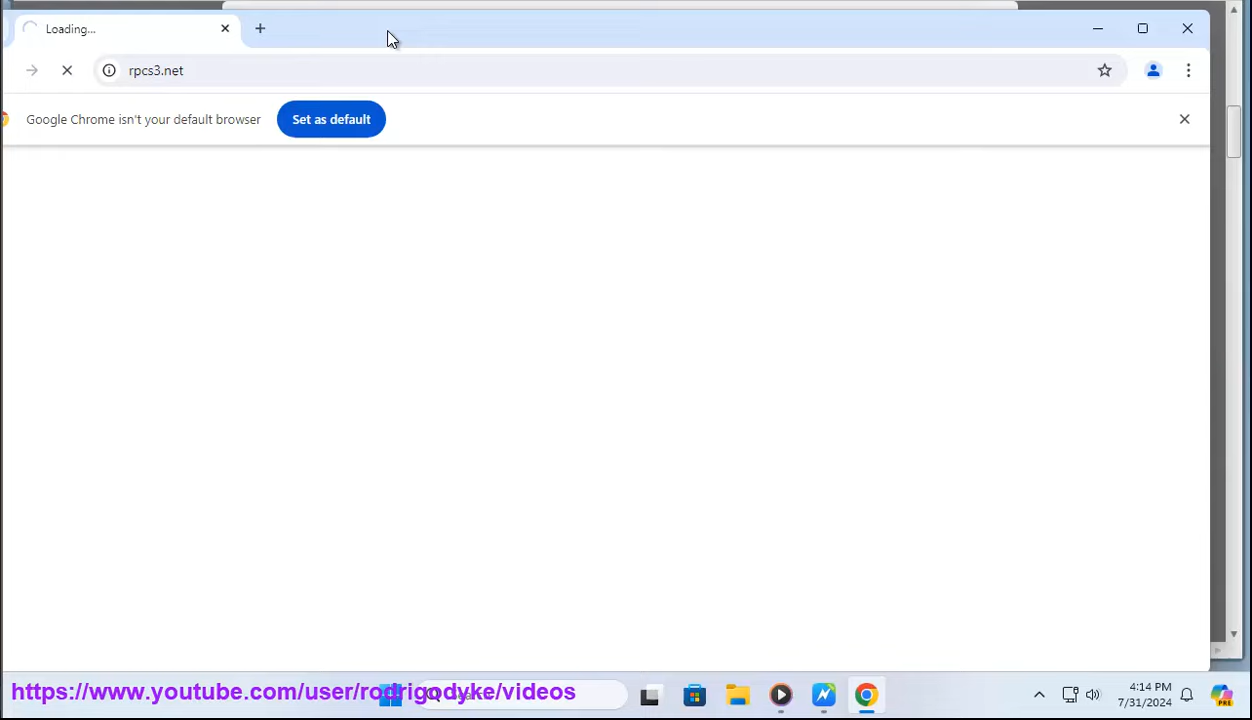 Loading...
rpcs3.net
Google Chrome isn't your default browser
Set as default
https://www.youtube.com/user/rodrigodyke/videos
4:14 PM
7/31/2024
PRE